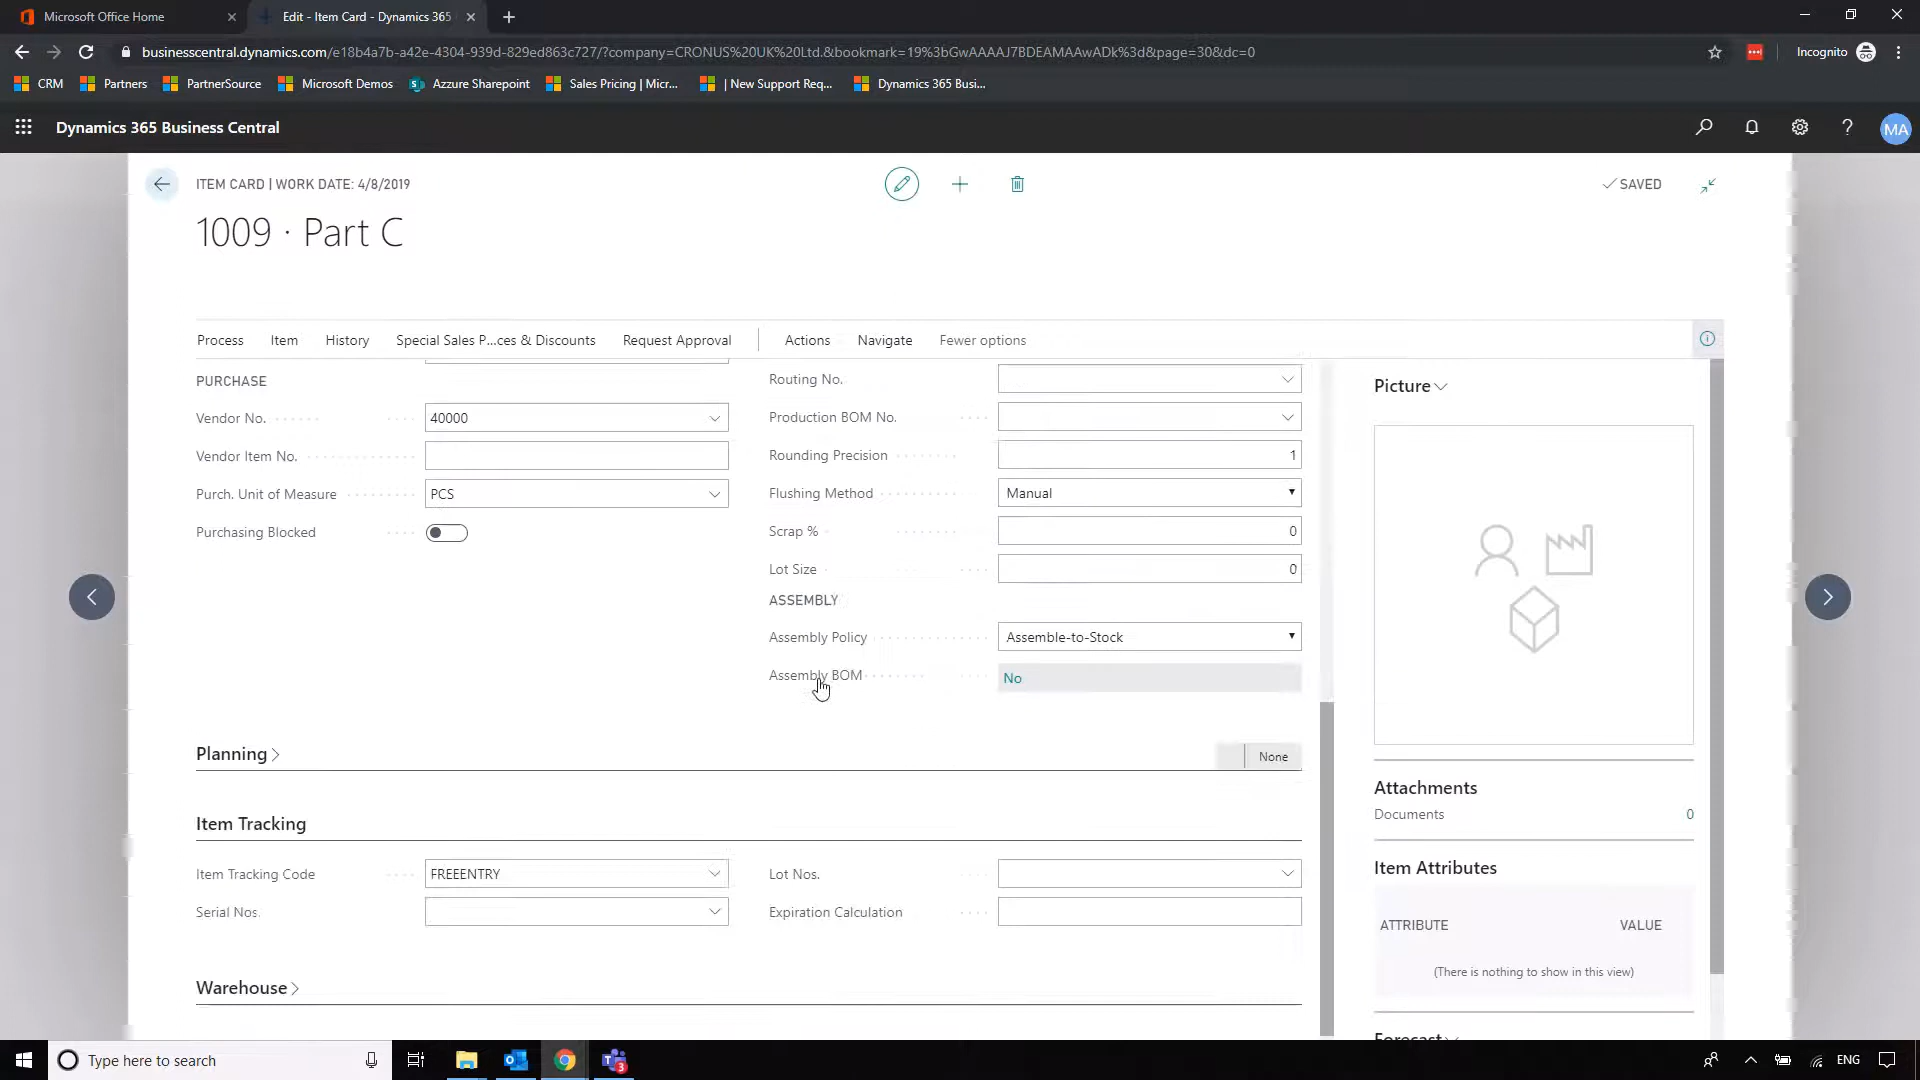 Microsoft Office Home
Edit - Item Card - Dynamics 365
businesscentral.dynamics.com/e18b4a7b-a42e-4304-939d-829ed863c727/?company=CRONUS%20UK%20Ltd.&bookmark=19%3bGwAAAAJ7BDEAMAAwADk%3d&page=30&dc=0
Incognito
CRM
Partners
PartnerSource
Microsoft Demos
Azzure Sharepoint
Sales Pricing | Micr...
| New Support Req...
Dynamics 365 Busi...
Dynamics 365 Business Central
MA
ITEM CARD | WORK DATE: 4/8/2019
SAVED
1009 · Part C
Process
Item
History
Special Sales P...ces & Discounts
Request Approval
Actions
Navigate
Fewer options
PURCHASE
Vendor No.
40000
Vendor Item No.
Purch. Unit of Measure
PCS
Purchasing Blocked
Routing No.
Production BOM No.
Rounding Precision
1
Flushing Method
Manual
Scrap %
0
Lot Size
0
ASSEMBLY
Assembly Policy
Assemble-to-Stock
Assembly BOM
No
Planning
None
Item Tracking
Item Tracking Code
FREEENTRY
Serial Nos.
Lot Nos.
Expiration Calculation
Warehouse
Picture
Attachments
Documents
0
Item Attributes
ATTRIBUTE
VALUE
(There is nothing to show in this view)
Forecast
Type here to search
3
ENG